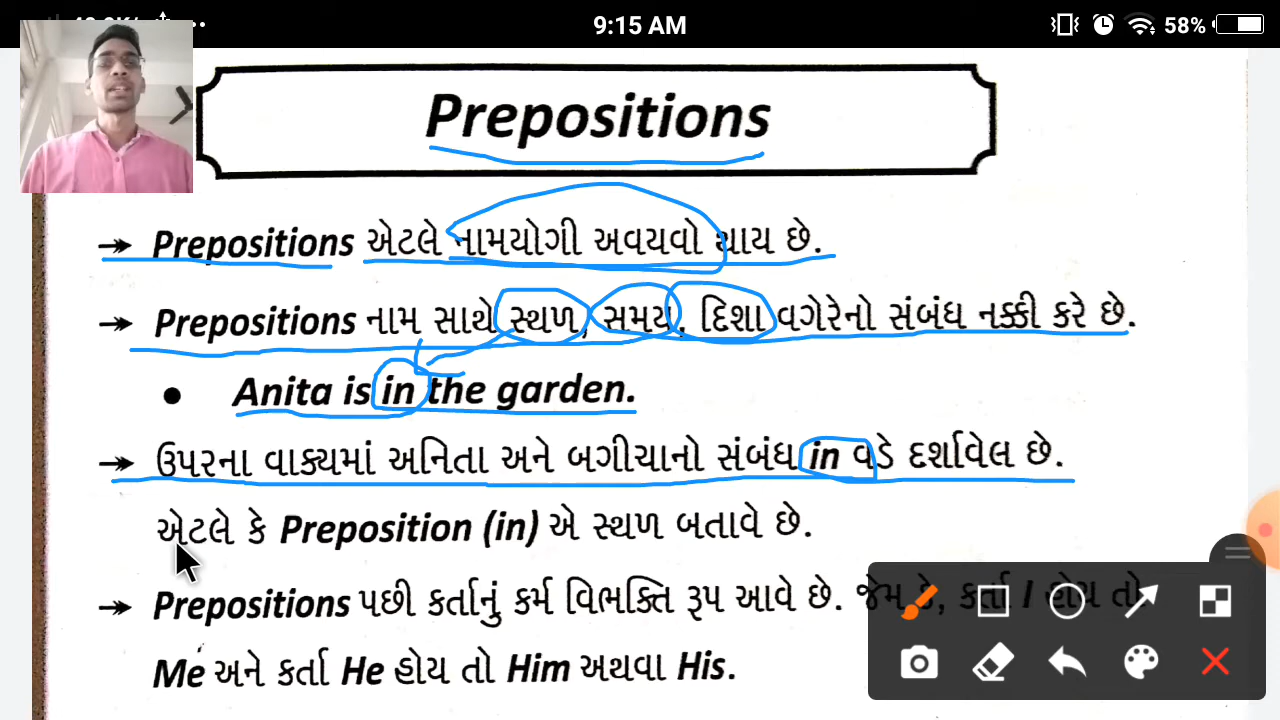 9:15 AM
58%
Prepositions
Prepositions એટલે નામયોગી અવયવો થાય છે.
Prepositions નામ સાથે સ્થળ, સમય, દિશા વગેરેનો સંબંધ નક્કી કરે છે.
Anita is in the garden.
ઉપરના વાક્યમાં અનિતા અને બગીચાનો સંબંધ in વડે દર્શાવેલ છે.
એટલે કે Preposition (in) એ સ્થળ બતાવે છે.
Prepositions પછી કર્તાનું કર્મ વિભક્તિ રૂપ આવે છે. જેમ કે, કર્તા I હોય તો
Me અને કર્તા He હોય તો Him અથવા His.